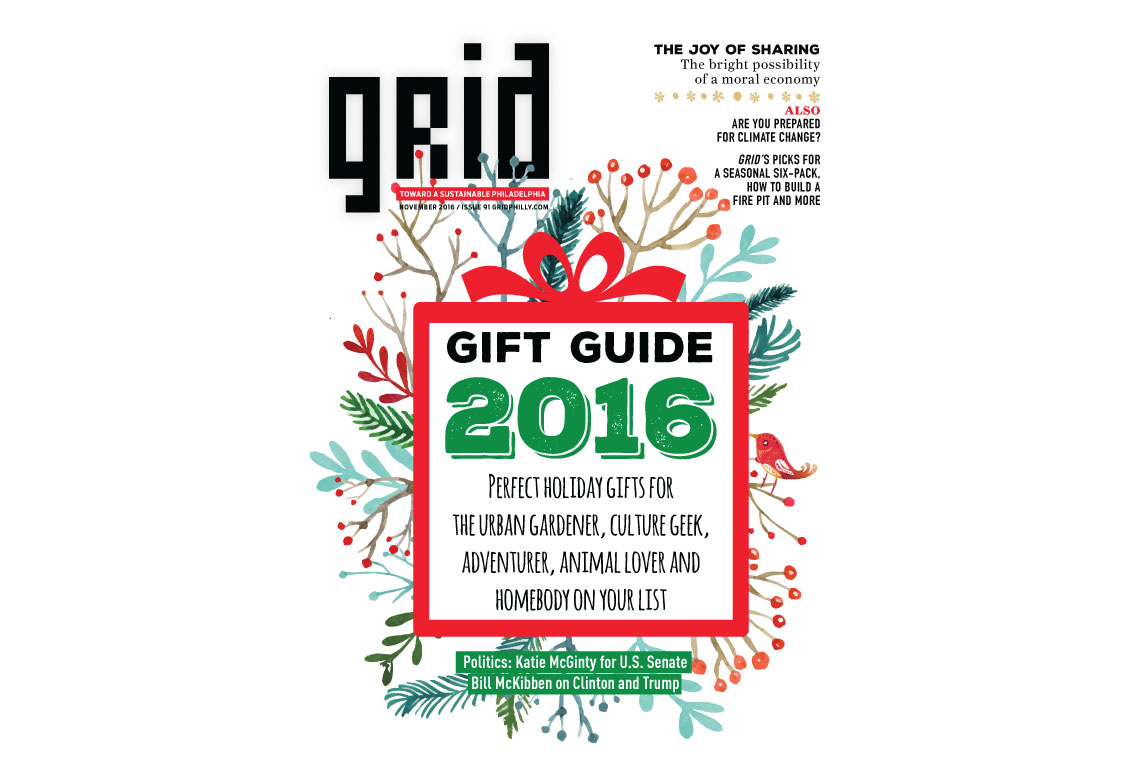 grid
TOWARD A SUSTAINABLE PHILADELPHIA
NOVEMBER 2016 / ISSUE 91 GRIDPHILLY.COM
THE JOY OF SHARING
The bright possibility
of a moral economy
ALSO
ARE YOU PREPARED
FOR CLIMATE CHANGE?
GRID'S PICKS FOR
A SEASONAL SIX-PACK,
HOW TO BUILD A
FIRE PIT AND MORE
GIFT GUIDE
2016
PERFECT HOLIDAY GIFTS FOR
THE URBAN GARDENER, CULTURE GEEK,
ADVENTURER, ANIMAL LOVER AND
HOMEBODY ON YOUR LIST
Politics: Katie McGinty for U.S. Senate
Bill McKibben on Clinton and Trump